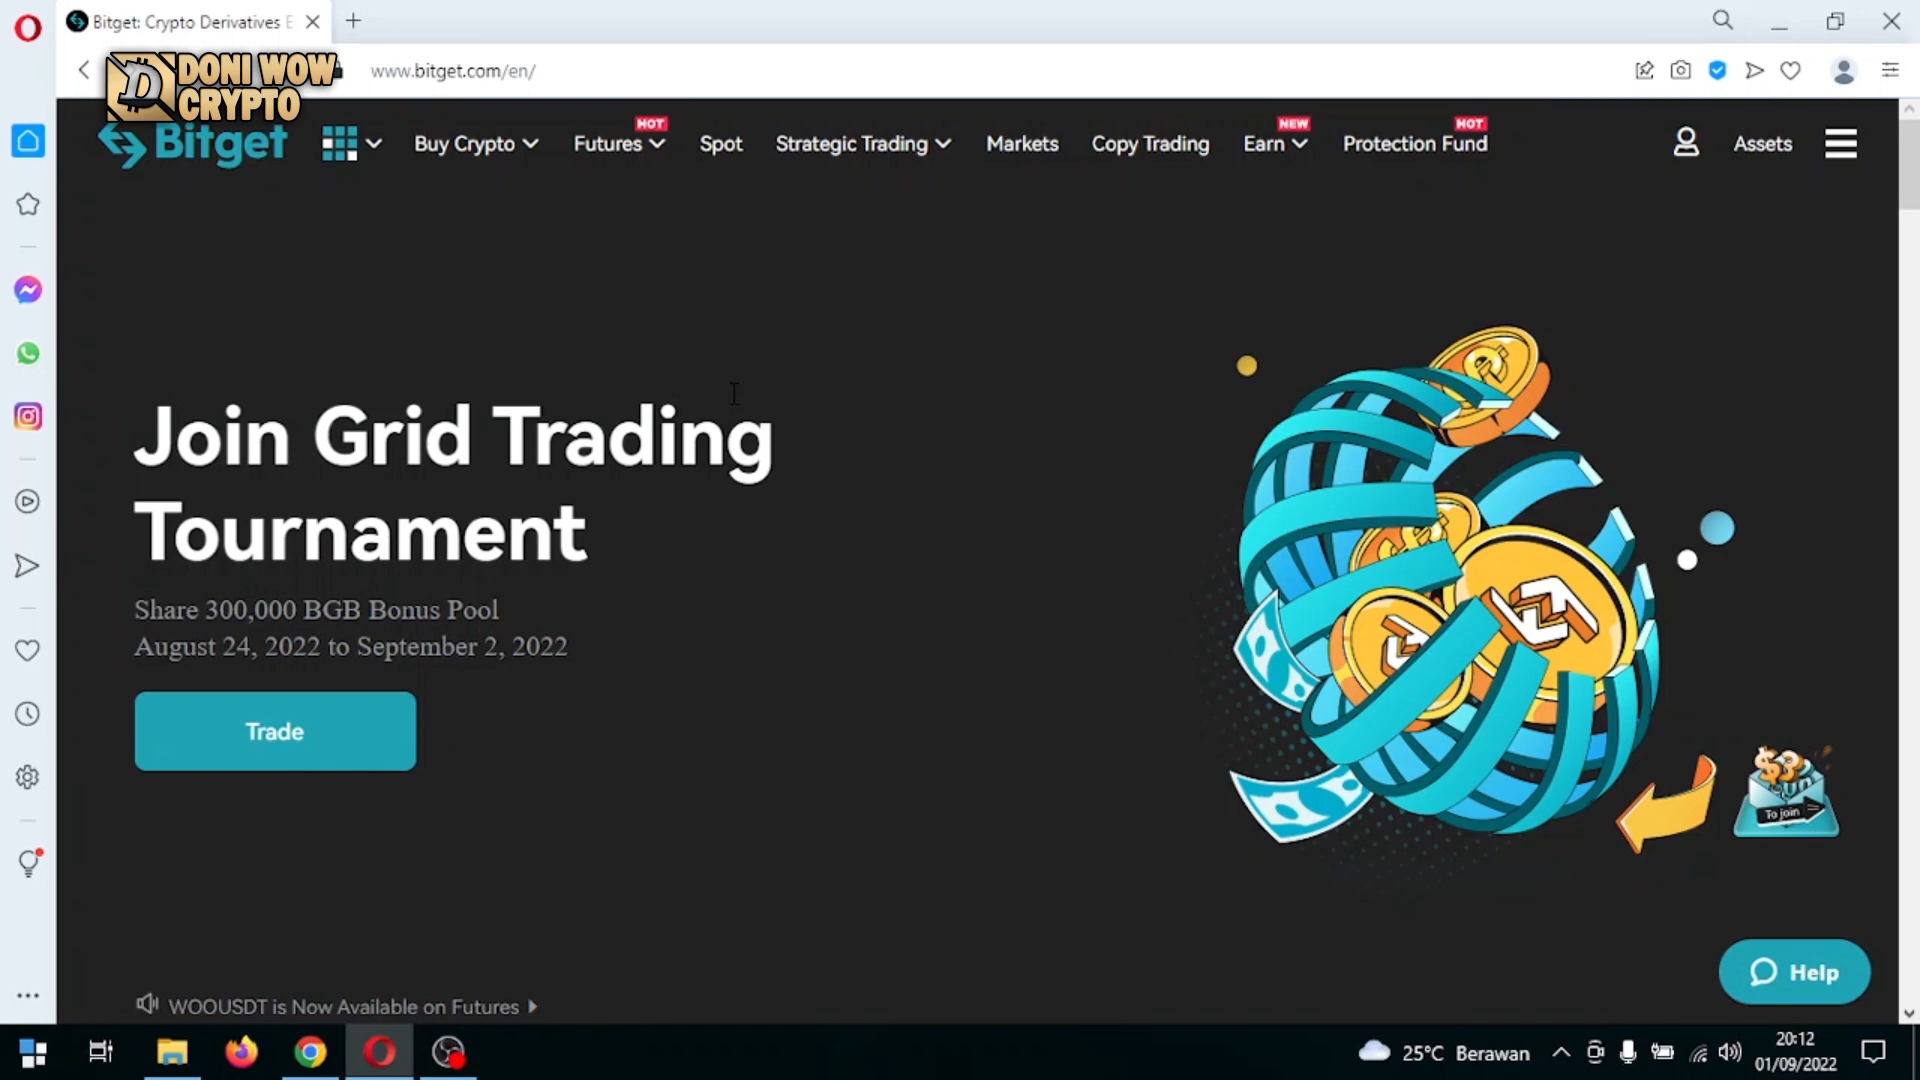 Bitget: Crypto Derivatives E
www.bitget.com/en/
DONI WOW
CRYPTO
Bitget
Buy Crypto
Futures
HOT
Spot
Strategic Trading
Markets
Copy Trading
Earn
NEW
Protection Fund
HOT
Assets
Join Grid Trading
Tournament
Share 300,000 BGB Bonus Pool
August 24, 2022 to September 2, 2022
Trade
$3
To join
Help
WOOUSDT is Now Available on Futures
25°C Berawan
20:12
01/09/2022